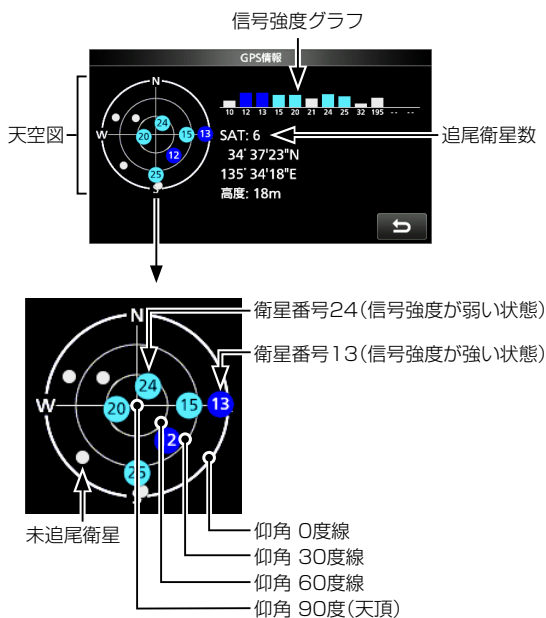 信号強度グラフ
GPS情報
N
W
S
24
20
15
13
12
25
10 12 13 15 20 21 24 25 32 195 -- --
SAT: 6
34°37'23"N
135°34'18"E
高度: 18m
天空図
追尾衛星数
N
W
S
24
20
15
13
2
25
衛星番号24(信号強度が弱い状態)
衛星番号13(信号強度が強い状態)
未追尾衛星
仰角 0度線
仰角 30度線
仰角 60度線
仰角 90度(天頂)